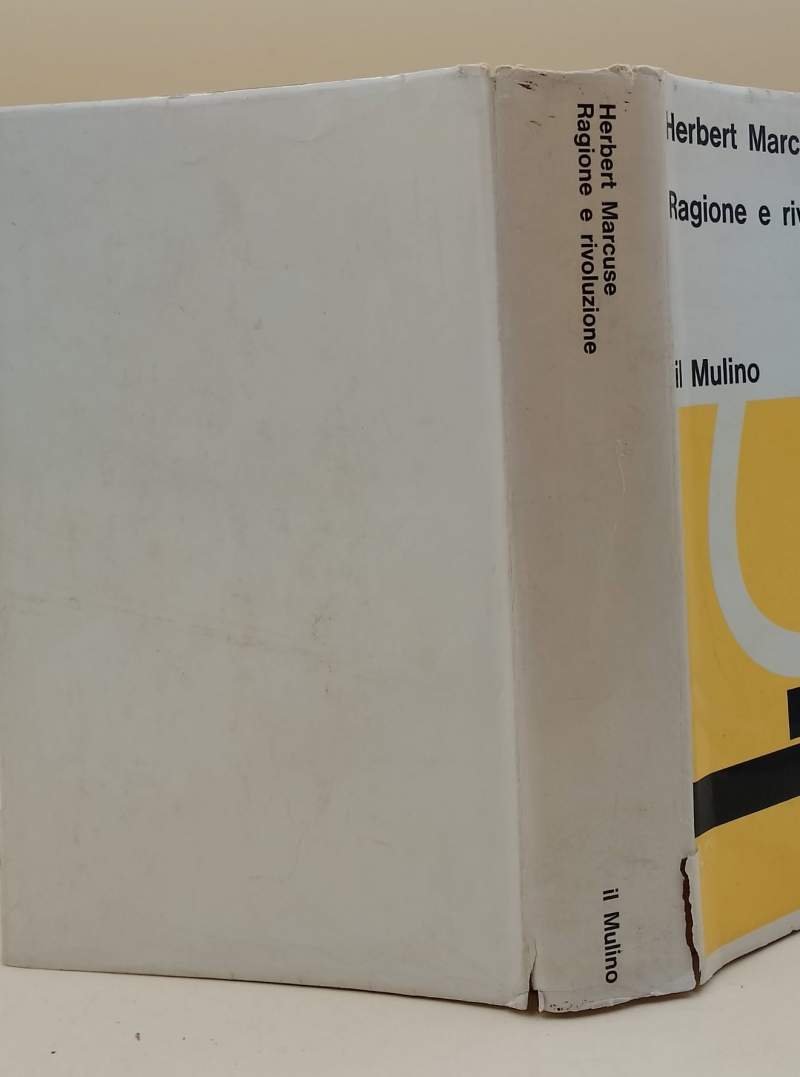 Herbert Marcuse
Ragione e rivoluzione
il Mulino
Herbert Marc
Ragione e riv
il Mulino